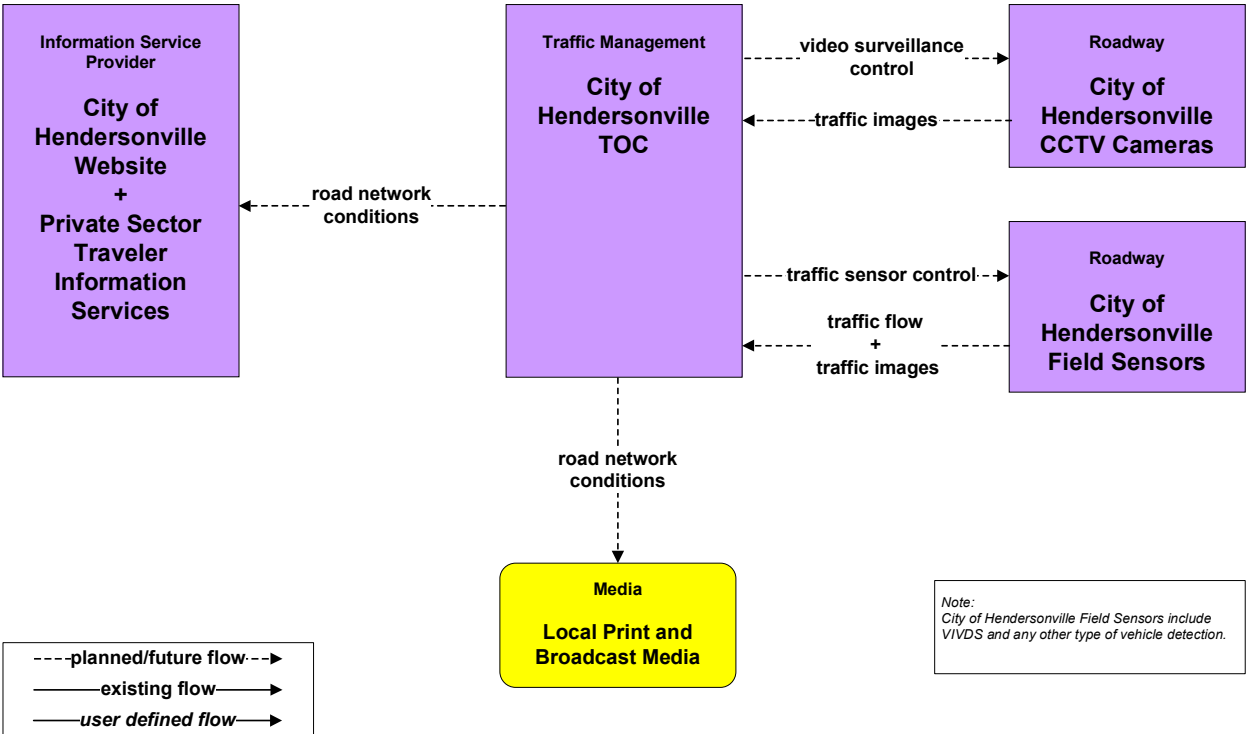 Information Service
Provider
City of
Hendersonville
Website
+
Private Sector
Traveler
Information
Services
road network
conditions
Traffic Management
City of
Hendersonville
TOC
video surveillance
control
traffic images
Roadway
City of
Hendersonville
CCTV Cameras
traffic sensor control
traffic flow
+
traffic images
Roadway
City of
Hendersonville
Field Sensors
road network
conditions
Media
Local Print and
Broadcast Media
Note:
City of Hendersonville Field Sensors include
VIVDS and any other type of vehicle detection.
planned/future flow
existing flow
user defined flow